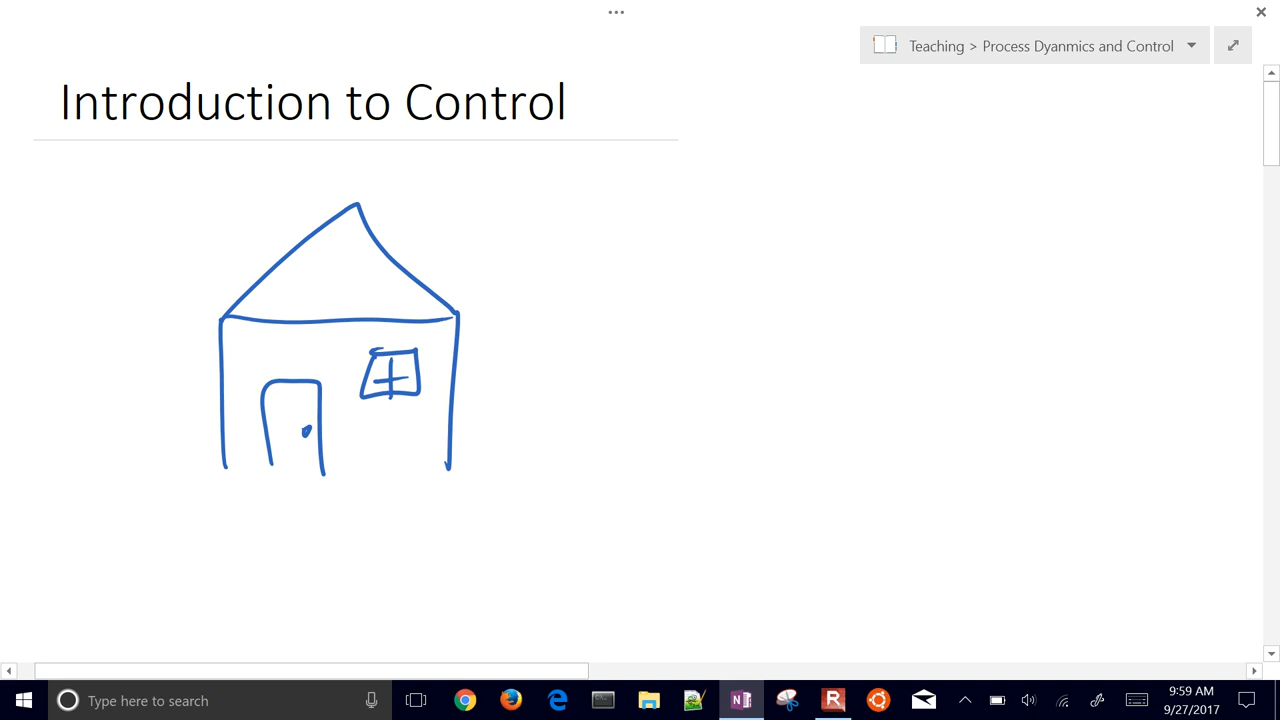 Teaching > Process Dyanmics and Control
Introduction to Control
Type here to search
9:59 AM
9/27/2017